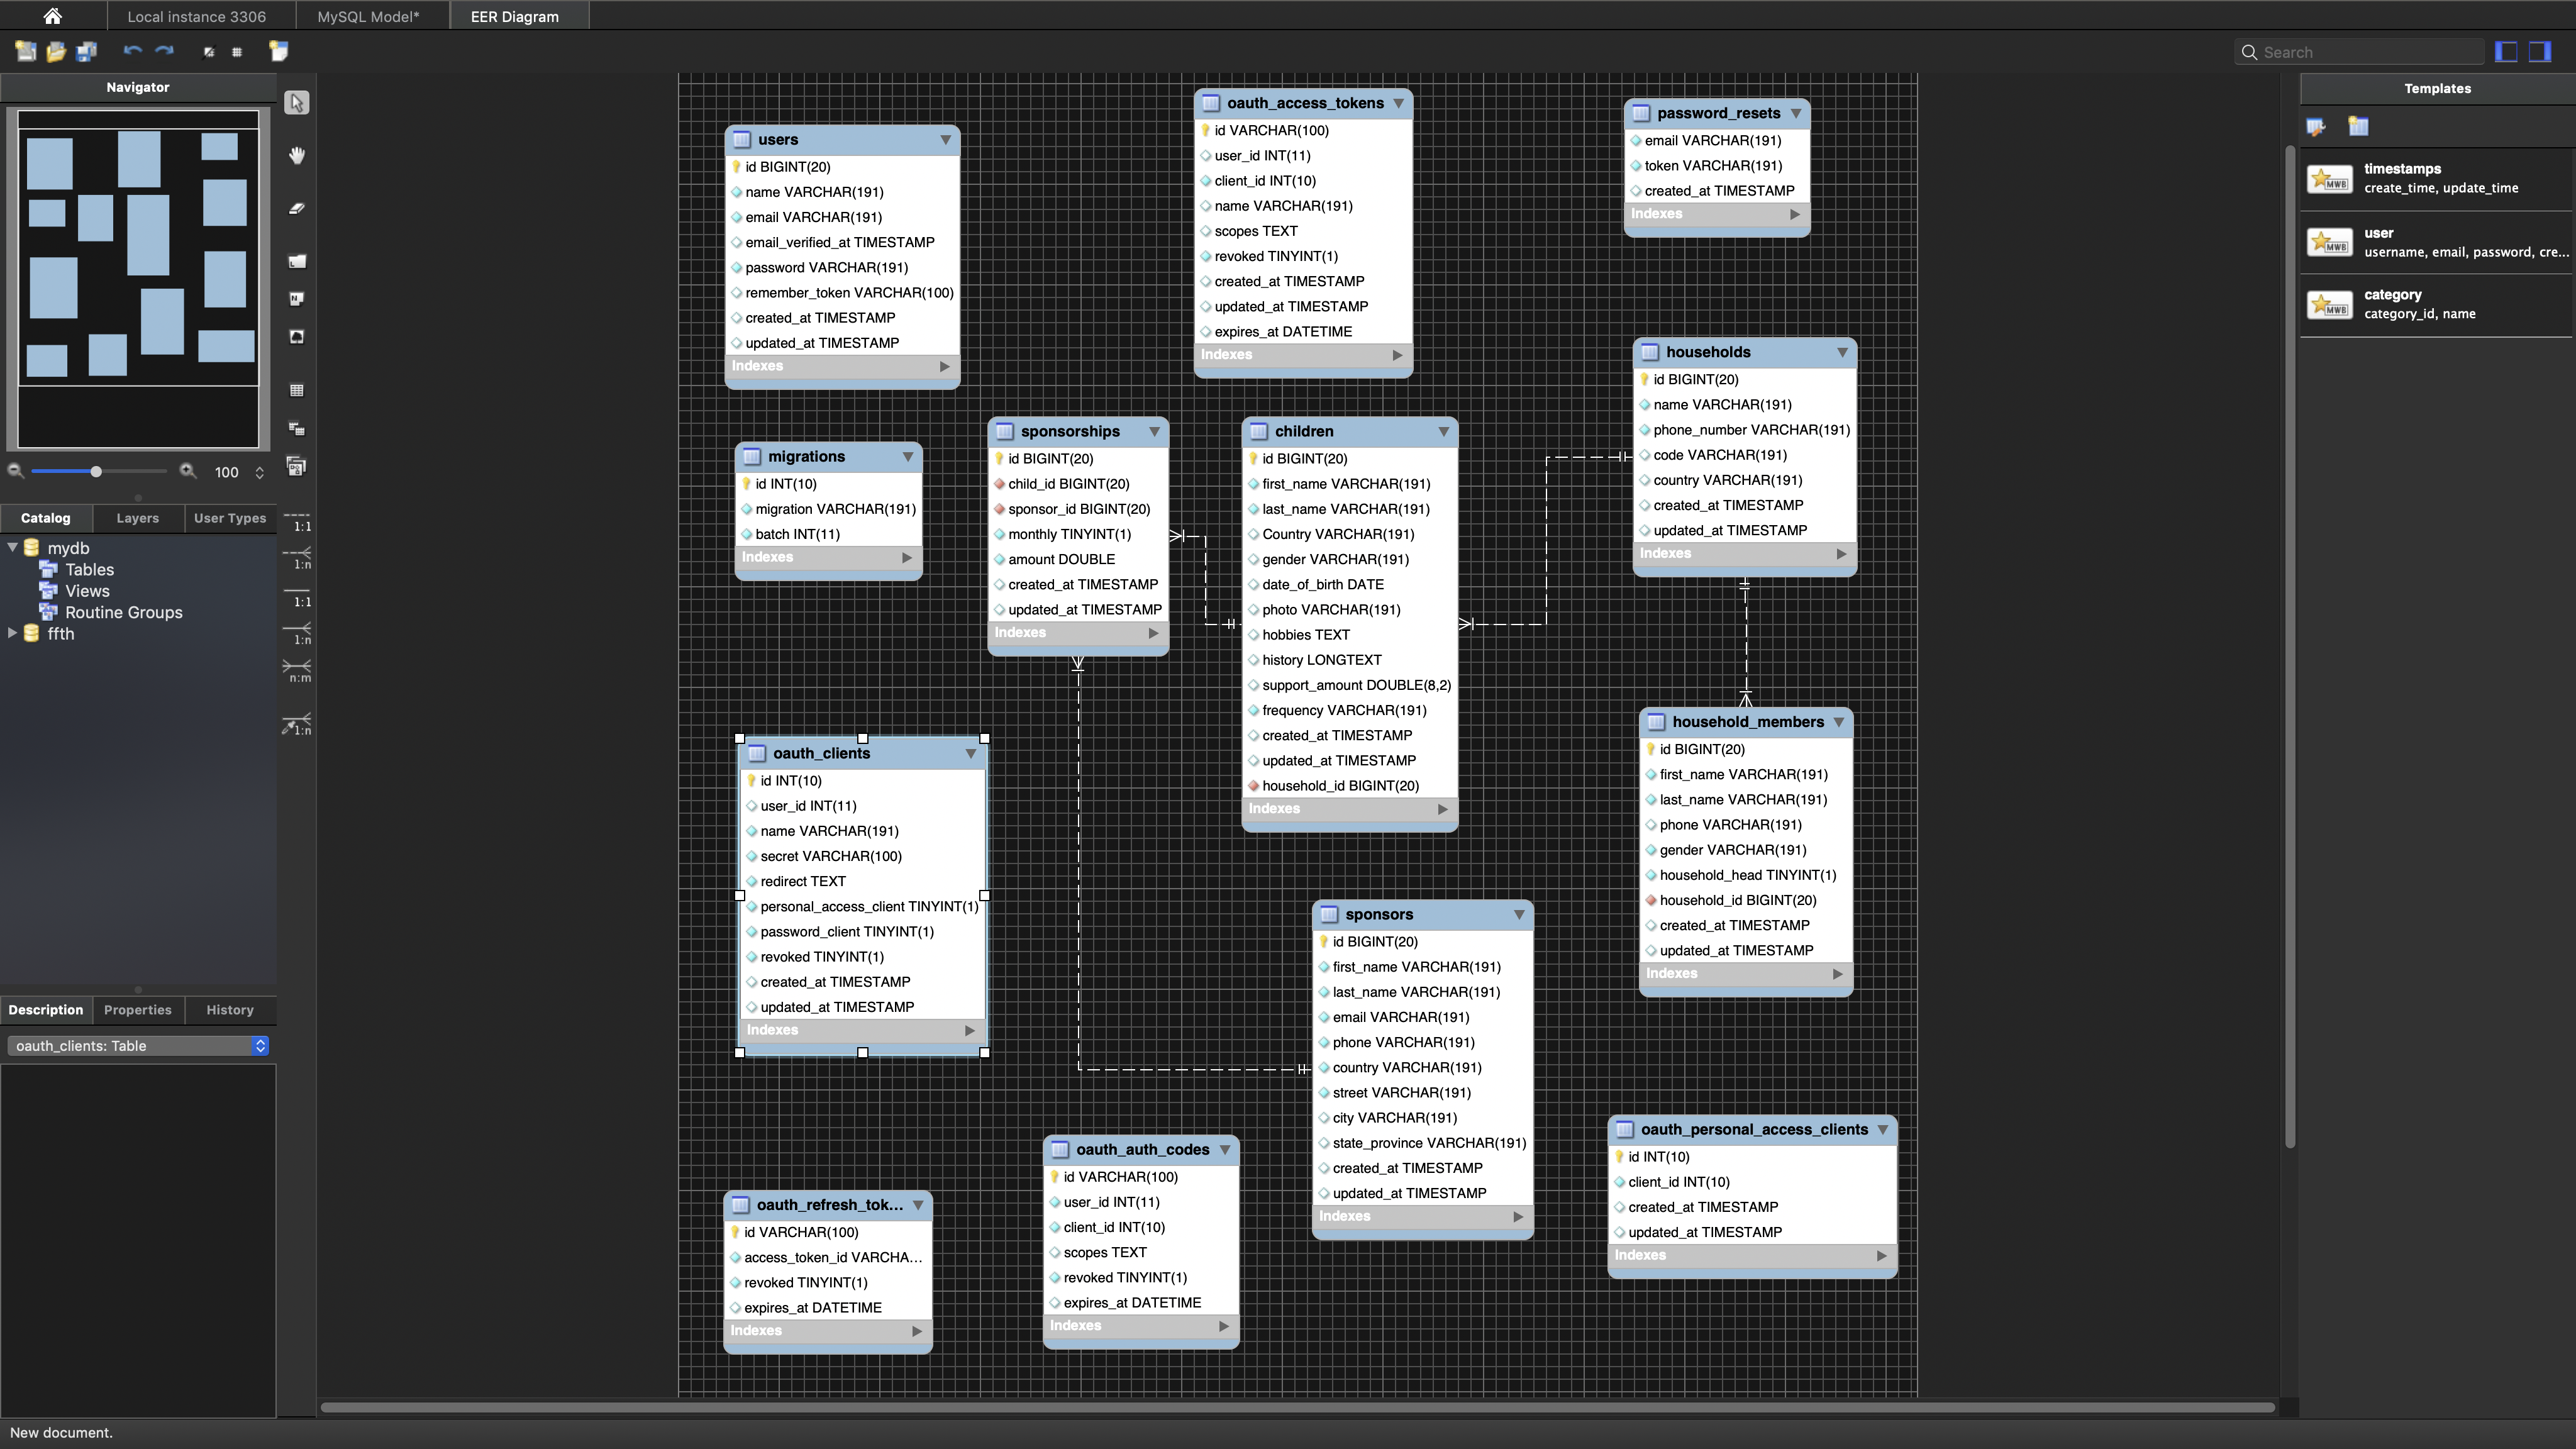 Local instance 3306
MySQL Model*
EER Diagram
Search
Navigator
100
Catalog
Layers
User Types
mydb
Tables
Views
Routine Groups
ffth
Description
Properties
History
oauth_clients: Table
New document.
1:1
1:n
1:1
1:n
n:m
1:n
users
id BIGINT(20)
name VARCHAR(191)
email VARCHAR(191)
email_verified_at TIMESTAMP
password VARCHAR(191)
remember_token VARCHAR(100)
created_at TIMESTAMP
updated_at TIMESTAMP
Indexes
oauth_access_tokens
id VARCHAR(100)
user_id INT(11)
client_id INT(10)
name VARCHAR(191)
scopes TEXT
revoked TINYINT(1)
created_at TIMESTAMP
updated_at TIMESTAMP
expires_at DATETIME
Indexes
password_resets
email VARCHAR(191)
token VARCHAR(191)
created_at TIMESTAMP
Indexes
migrations
id INT(10)
migration VARCHAR(191)
batch INT(11)
Indexes
sponsorships
id BIGINT(20)
child_id BIGINT(20)
sponsor_id BIGINT(20)
monthly TINYINT(1)
amount DOUBLE
created_at TIMESTAMP
updated_at TIMESTAMP
Indexes
children
id BIGINT(20)
first_name VARCHAR(191)
last_name VARCHAR(191)
Country VARCHAR(191)
gender VARCHAR(191)
date_of_birth DATE
photo VARCHAR(191)
hobbies TEXT
history LONGTEXT
support_amount DOUBLE(8,2)
frequency VARCHAR(191)
created_at TIMESTAMP
updated_at TIMESTAMP
household_id BIGINT(20)
Indexes
households
id BIGINT(20)
name VARCHAR(191)
phone_number VARCHAR(191)
code VARCHAR(191)
country VARCHAR(191)
created_at TIMESTAMP
updated_at TIMESTAMP
Indexes
oauth_clients
id INT(10)
user_id INT(11)
name VARCHAR(191)
secret VARCHAR(100)
redirect TEXT
personal_access_client TINYINT(1)
password_client TINYINT(1)
revoked TINYINT(1)
created_at TIMESTAMP
updated_at TIMESTAMP
Indexes
household_members
id BIGINT(20)
first_name VARCHAR(191)
last_name VARCHAR(191)
phone VARCHAR(191)
gender VARCHAR(191)
household_head TINYINT(1)
household_id BIGINT(20)
created_at TIMESTAMP
updated_at TIMESTAMP
Indexes
sponsors
id BIGINT(20)
first_name VARCHAR(191)
last_name VARCHAR(191)
email VARCHAR(191)
phone VARCHAR(191)
country VARCHAR(191)
street VARCHAR(191)
city VARCHAR(191)
state_province VARCHAR(191)
created_at TIMESTAMP
updated_at TIMESTAMP
Indexes
oauth_refresh_tok...
id VARCHAR(100)
access_token_id VARCHA...
revoked TINYINT(1)
expires_at DATETIME
Indexes
oauth_auth_codes
id VARCHAR(100)
user_id INT(11)
client_id INT(10)
scopes TEXT
revoked TINYINT(1)
expires_at DATETIME
Indexes
oauth_personal_access_clients
id INT(10)
client_id INT(10)
created_at TIMESTAMP
updated_at TIMESTAMP
Indexes
Templates
MWB
timestamps
create_time, update_time
MWB
user
username, email, password, cre...
MWB
category
category_id, name